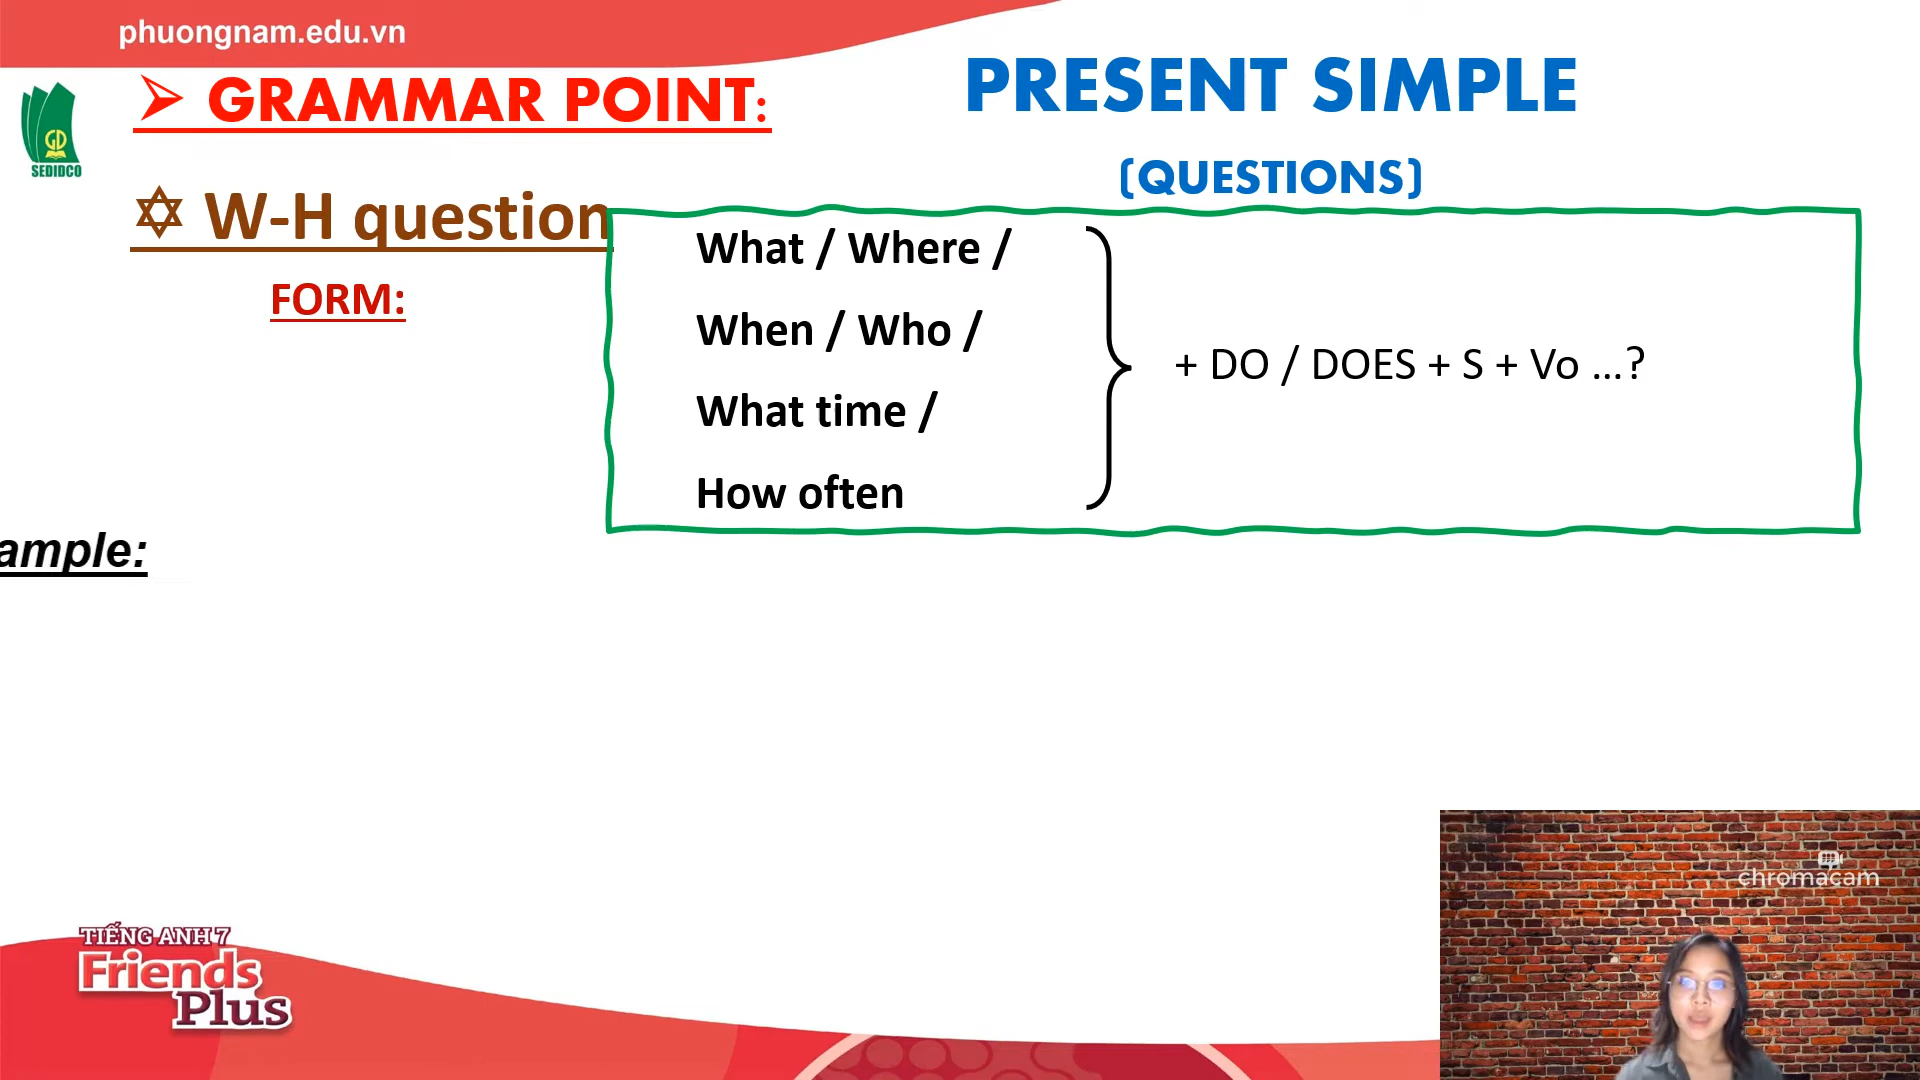 phuongnam.edu.vn
GRAMMAR POINT:
PRESENT SIMPLE
(QUESTIONS)
GD
SEDIDCO
W-H question
FORM:
What / Where /
When / Who /
What time /
How often
+ DO / DOES + S + Vo ...?
ample:
chromacam
TIẾNG ANH 7
Friends
Plus